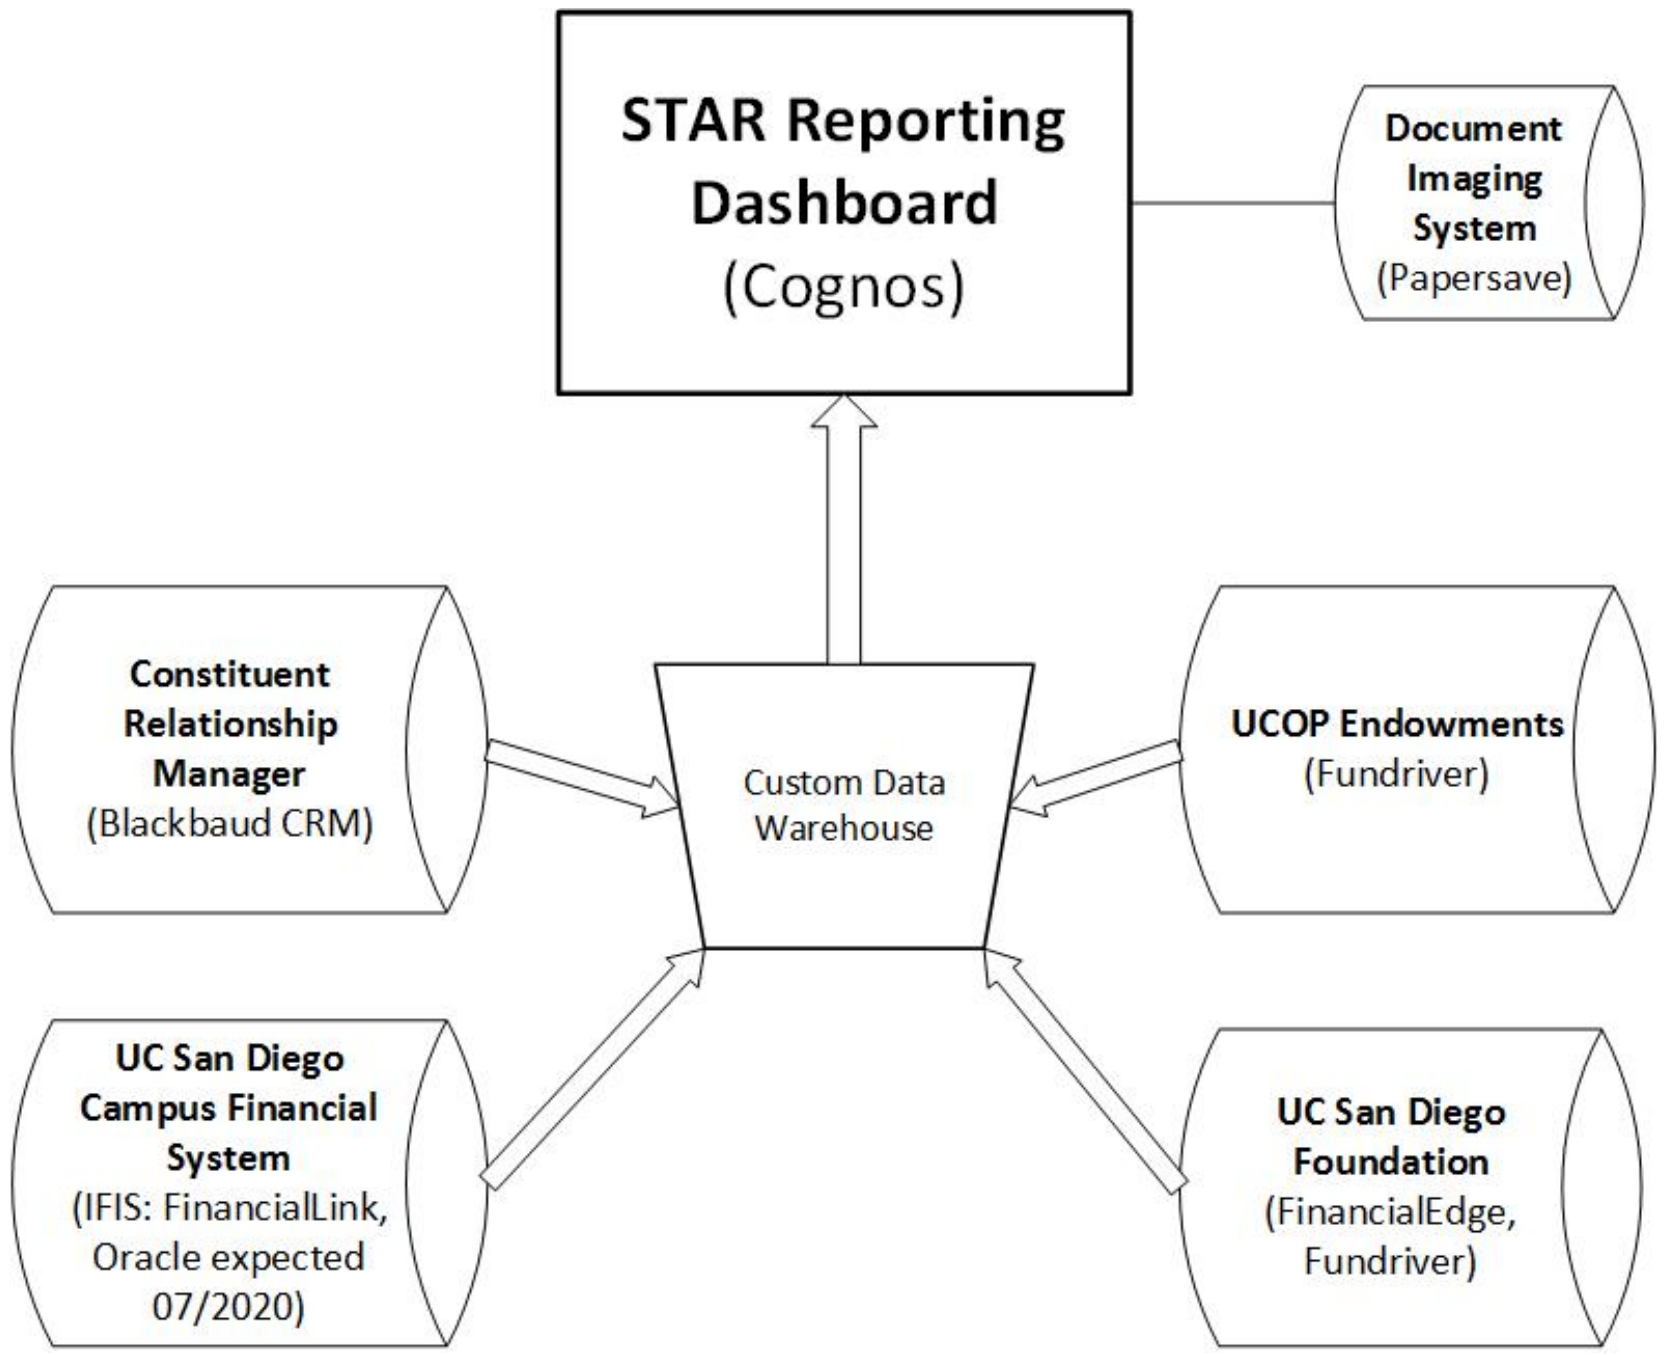 STAR Reporting
Dashboard
(Cognos)
Document
Imaging
System
(Papersave)
Constituent
Relationship
Manager
(Blackbaud CRM)
Custom Data
Warehouse
UCOP Endowments
(Fundriver)
UC San Diego
Campus Financial
System
(IFIS: FinancialLink,
Oracle expected
07/2020)
UC San Diego
Foundation
(FinancialEdge,
Fundriver)